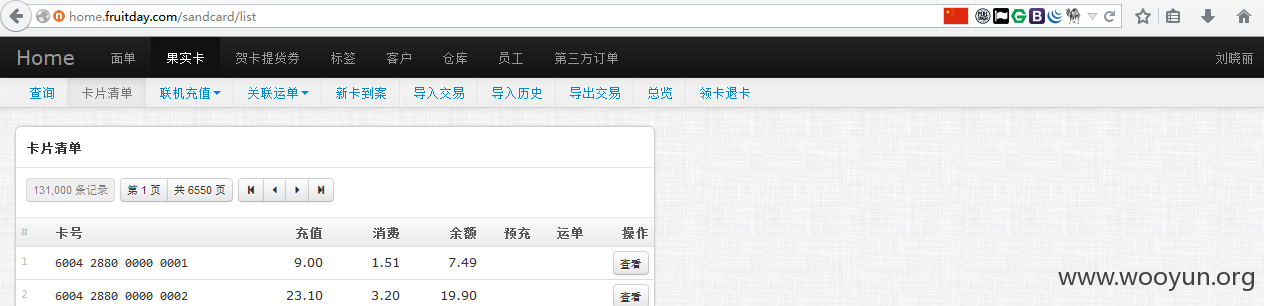 home.fruitday.com/sandcard/list
Home 面单 果实卡 贺卡提货券 标签 客户 仓库 员工 第三方订单 刘晓丽
查询 卡片清单 联机充值 关联运单 新卡到案 导入交易 导入历史 导出交易 总览 领卡退卡
卡片清单
131,000 条记录 第 1 页 共 6550 页
# 卡号 充值 消费 余额 预充 运单 操作
1 6004 2880 0000 0001 9.00 1.51 7.49 查看
2 6004 2880 0000 0002 23.10 3.20 19.90 查看
www.wooyun.org